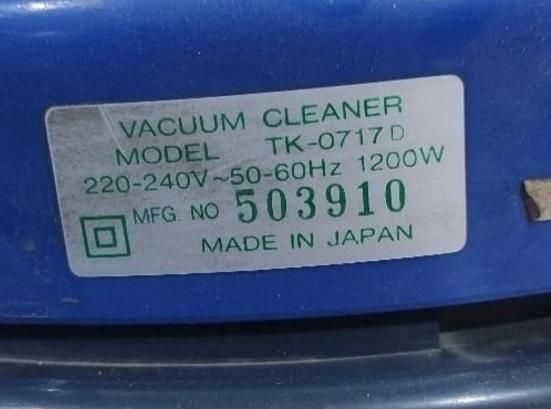 VACUUM CLEANER
MODEL TK-0717D
220-240V~50-60Hz 1200W
MFG. NO 503910
MADE IN JAPAN